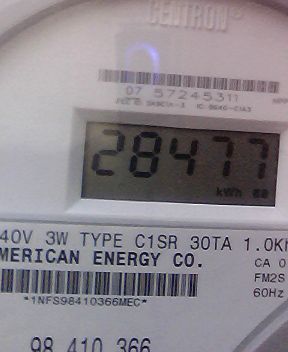 CENTRON®
07 57245311
28477
kWh
40V 3W TYPE C1SR 30TA 1.0Kh
MERICAN ENERGY CO.
CA 0
FM2S
60Hz
*1NFS98410366MEC*
98 410 366